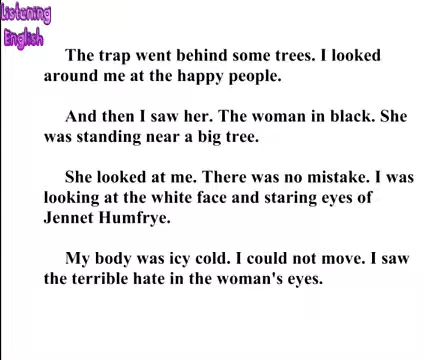 Listening
English
The trap went behind some trees. I looked
around me at the happy people.
And then I saw her. The woman in black. She
was standing near a big tree.
She looked at me. There was no mistake. I was
looking at the white face and staring eyes of
Jennet Humfrye.
My body was icy cold. I could not move. I saw
the terrible hate in the woman's eyes.